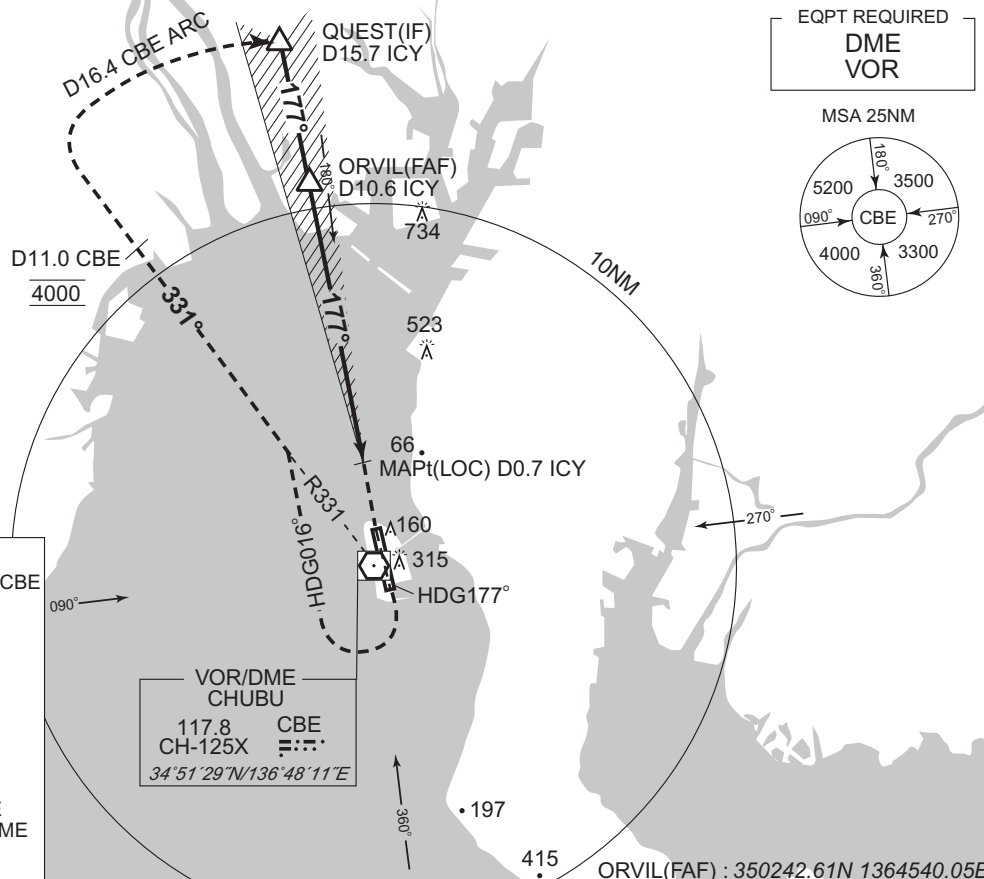 D16.4 CBE ARC
QUEST(IF)
D15.7 ICY
177°
ORVIL(FAF)
D10.6 ICY
180°
734
D11.0 CBE
4000
331°
177°
10NM
523
66
MAPt(LOC) D0.7 ICY
R331
160
315
HDG016°
HDG177°
270°
CBE
090°
VOR/DME
CHUBU
117.8 CBE
CH-125X
34°51´29˝N/136°48´11˝E
360°
197
415
E
ME
ORVIL(FAF) : 350242.61N 1364540.05E
EQPT REQUIRED
DME
VOR
MSA 25NM
180°
5200
3500
090°
CBE
270°
4000
3300
360°